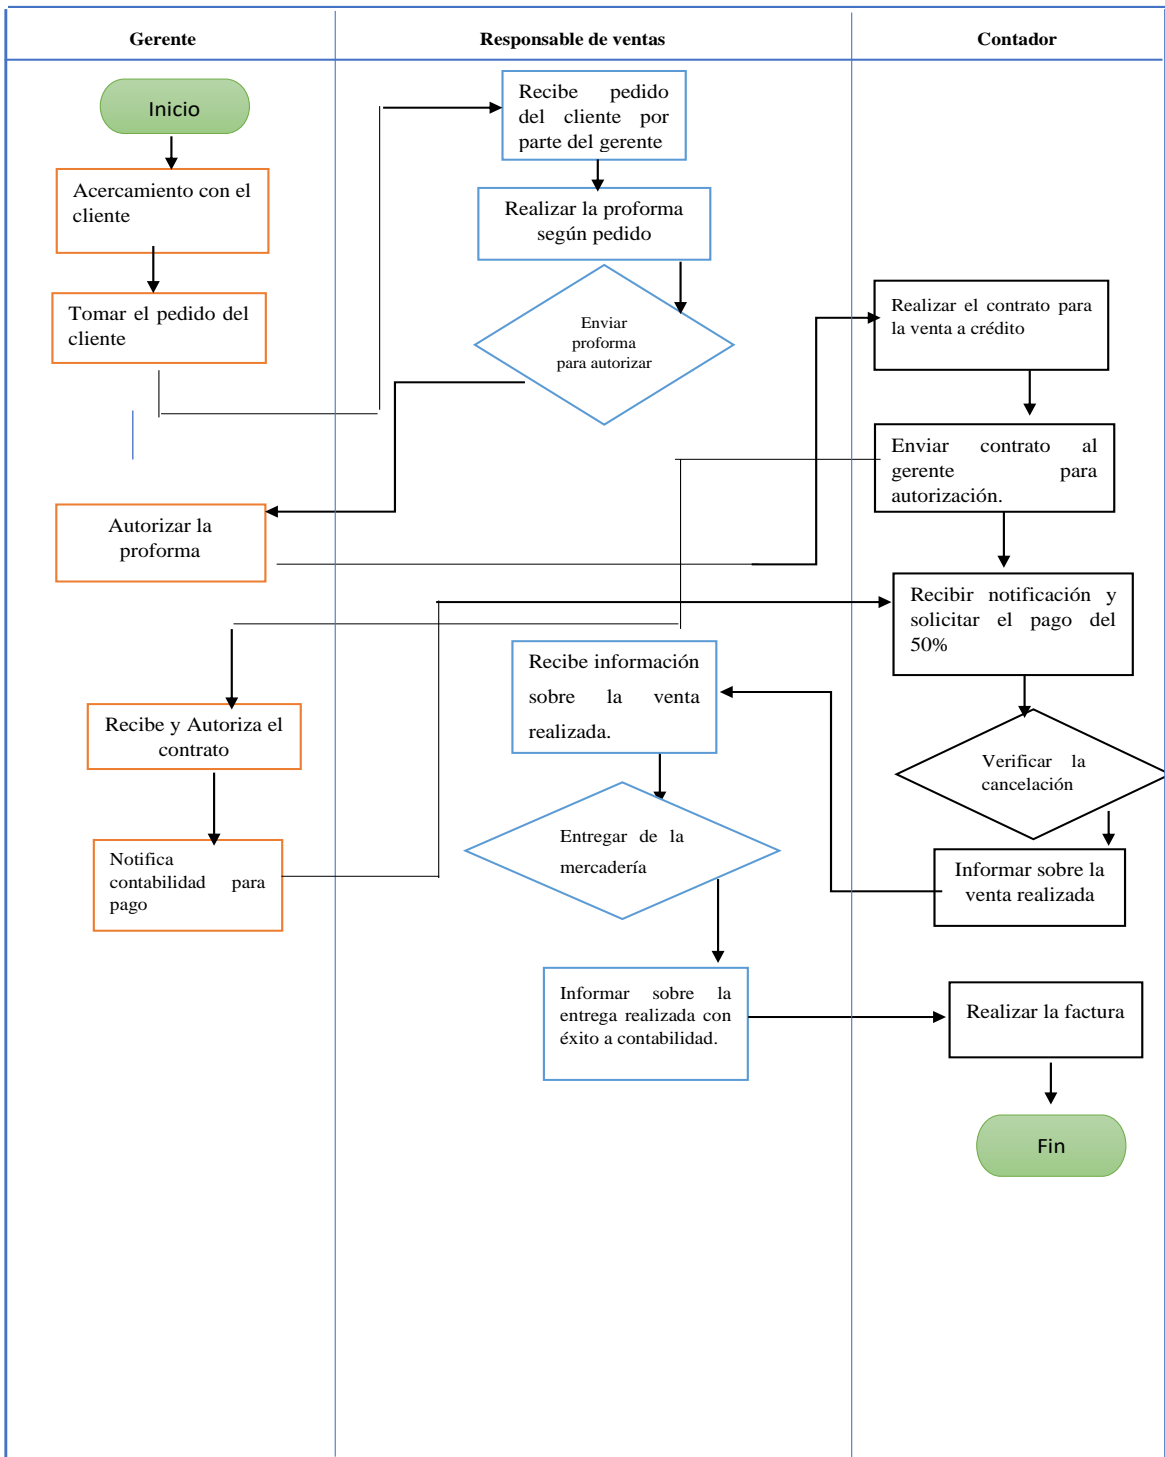 Gerente
Responsable de ventas
Contador
Inicio
Acercamiento con el
cliente
Tomar el pedido del
cliente
Recibe pedido
del cliente por
parte del gerente
Realizar la proforma
según pedido
Enviar
proforma
para autorizar
Autorizar la
proforma
Realizar el contrato para
la venta a crédito
Enviar contrato al
gerente para
autorización.
Recibe y Autoriza el
contrato
Notifica
contabilidad para
pago
Recibir notificación y
solicitar el pago del
50%
Verificar la
cancelación
Informar sobre la
venta realizada
Recibe información
sobre la venta
realizada.
Entregar de la
mercadería
Informar sobre la
entrega realizada con
éxito a contabilidad.
Realizar la factura
Fin